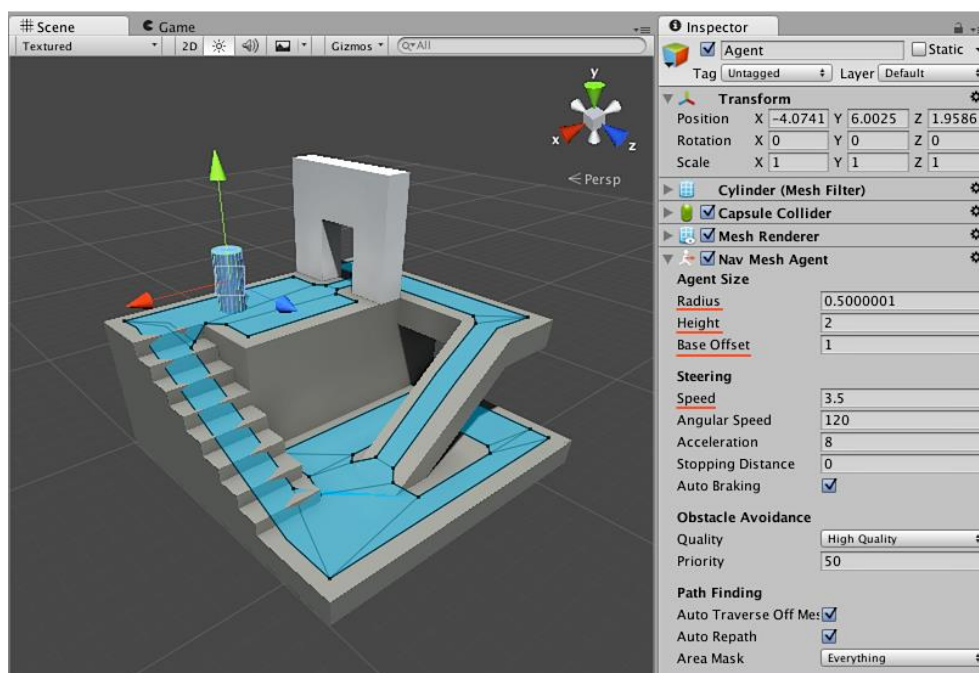 Scene
Game
Textured 2D Gizmos Q▾All
y
x
z
Persp
Inspector
Agent Static
Tag Untagged Layer Default
Transform
Position X -4.0741 Y 6.0025 Z 1.9586
Rotation X 0 Y 0 Z 0
Scale X 1 Y 1 Z 1
Cylinder (Mesh Filter)
Capsule Collider
Mesh Renderer
Nav Mesh Agent
Agent Size
Radius 0.5000001
Height 2
Base Offset 1
Steering
Speed 3.5
Angular Speed 120
Acceleration 8
Stopping Distance 0
Auto Braking
Obstacle Avoidance
Quality High Quality
Priority 50
Path Finding
Auto Traverse Off Mes
Auto Repath
Area Mask Everything